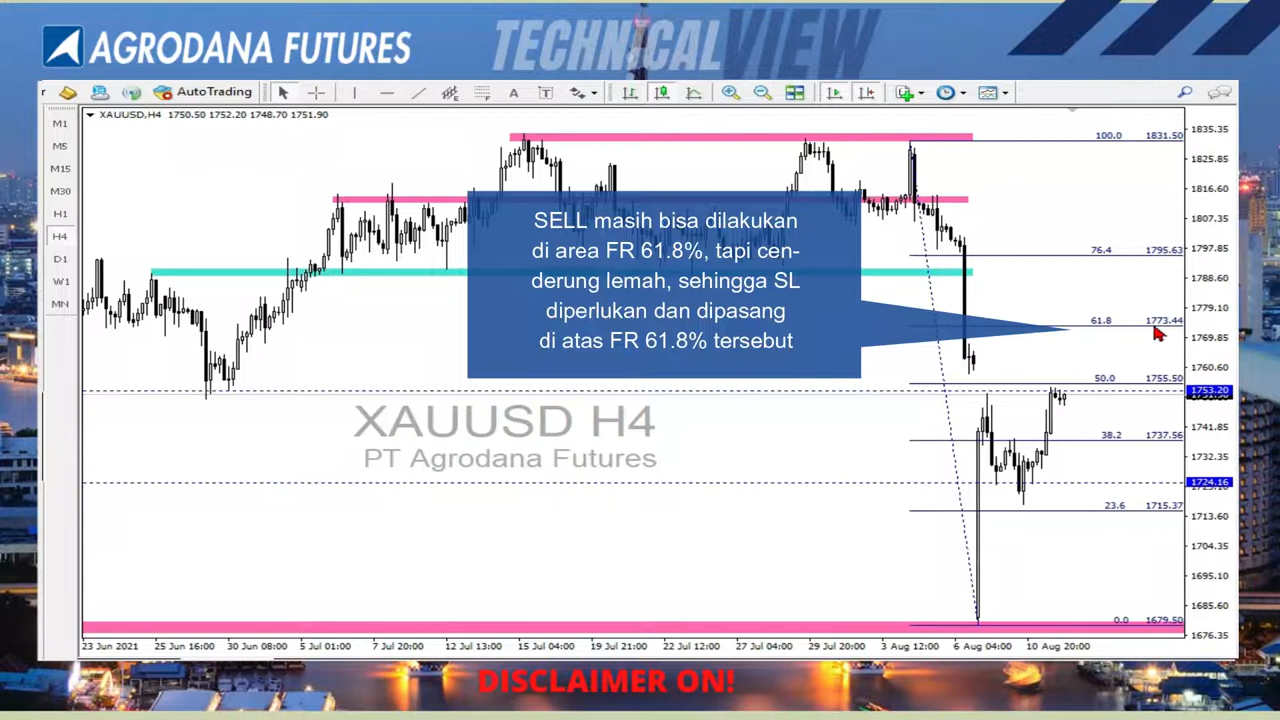 AGRODANA FUTURES
TECHNICAL VIEW
AutoTrading
A
T
M1
M5
M15
M30
H1
H4
D1
W1
MN
XAUUSD,H4 1750.50 1752.20 1748.70 1751.90
SELL masih bisa dilakukan
di area FR 61.8%, tapi cen-
derung lemah, sehingga SL
diperlukan dan dipasang
di atas FR 61.8% tersebut
XAUUSD H4
PT Agrodana Futures
100.0 1831.50
76.4 1795.63
61.8 1773.44
50.0 1755.50
38.2 1737.56
23.6 1715.37
0.0 1679.50
1835.35
1825.85
1816.60
1807.35
1797.85
1788.60
1779.10
1769.85
1760.60
1753.20
1741.85
1732.35
1724.16
1713.60
1704.35
1695.10
1685.60
1676.35
23 Jun 2021 25 Jun 16:00 30 Jun 08:00 5 Jul 01:00 7 Jul 20:00 12 Jul 13:00 15 Jul 04:00 19 Jul 21:00 22 Jul 12:00 27 Jul 04:00 29 Jul 20:00 3 Aug 12:00 6 Aug 04:00 10 Aug 20:00
DISCLAIMER ON!